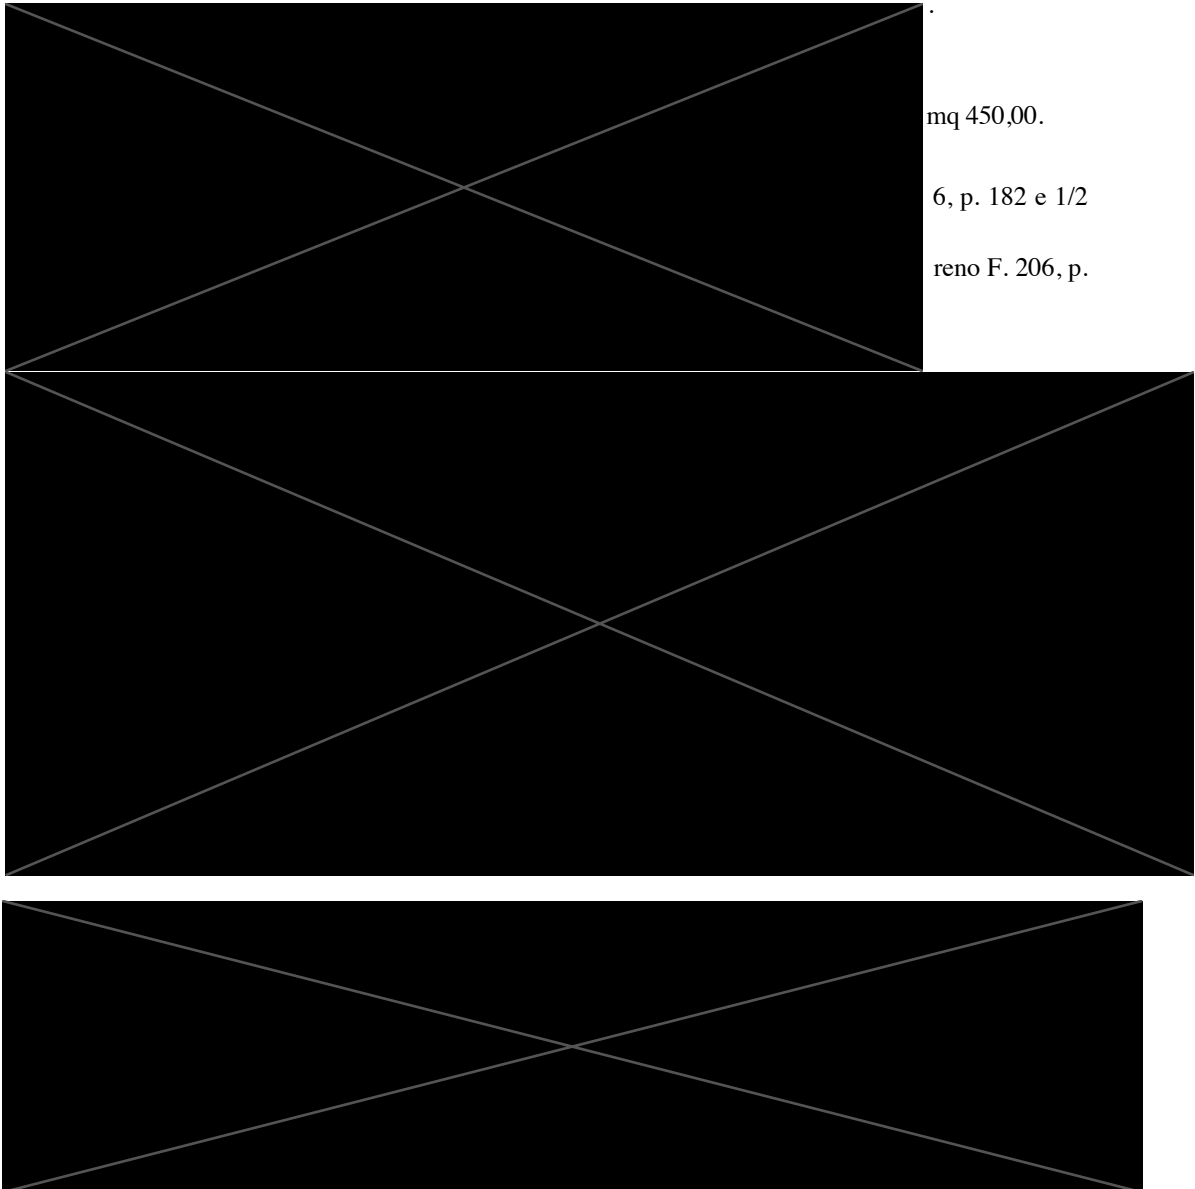 .
mq 450,00.
6, p. 182 e 1/2
reno F. 206, p.